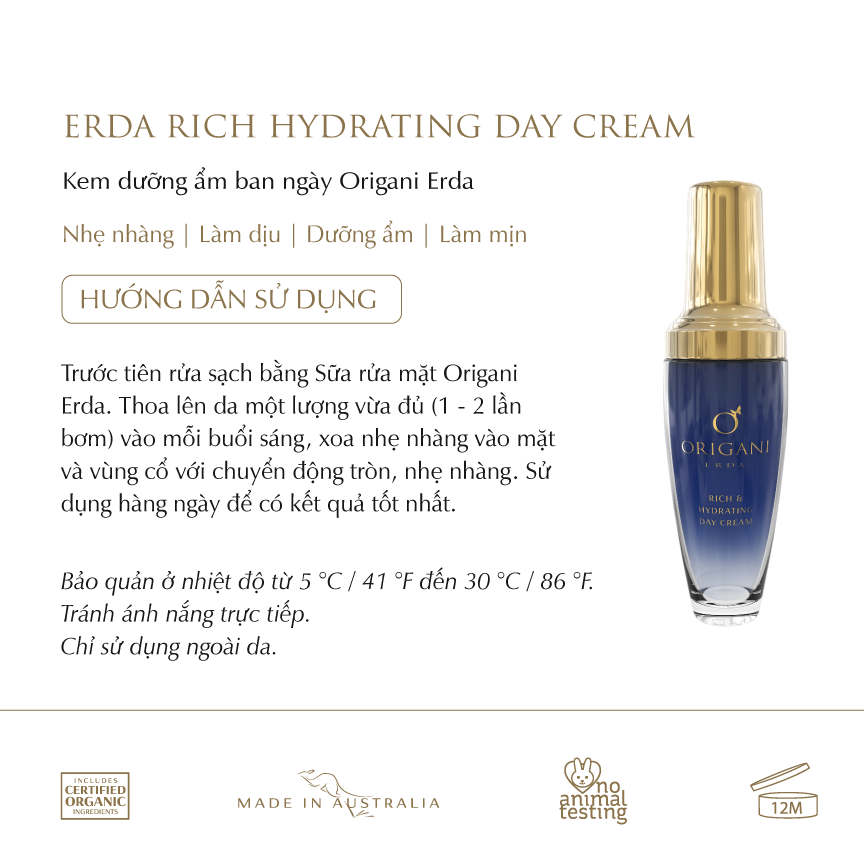 ERDA RICH HYDRATING DAY CREAM
Kem dưỡng ẩm ban ngày Origani Erda
Nhẹ nhàng | Làm dịu | Dưỡng ẩm | Làm mịn
HƯỚNG DẪN SỬ DỤNG
Trước tiên rửa sạch bằng Sữa rửa mặt Origani
Erda. Thoa lên da một lượng vừa đủ (1 - 2 lần
bơm) vào mỗi buổi sáng, xoa nhẹ nhàng vào mặt
và vùng cổ với chuyển động tròn, nhẹ nhàng. Sử
dụng hàng ngày để có kết quả tốt nhất.
Bảo quản ở nhiệt độ từ 5 °C / 41 °F đến 30 °C / 86 °F.
Tránh ánh nắng trực tiếp.
Chỉ sử dụng ngoài da.
ORIGANI
ERDA
RICH &
HYDRATING
DAY CREAM
INCLUDES
CERTIFIED
ORGANIC
INGREDIENTS
MADE IN AUSTRALIA
no
animal
testing
12M